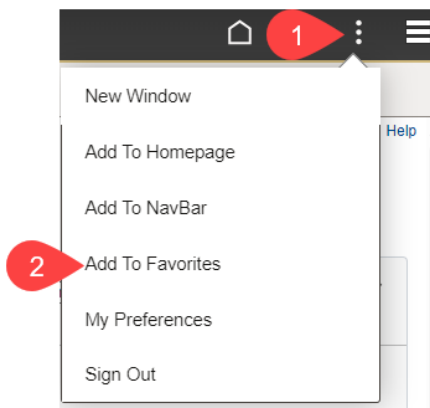 1
New Window
Help
Add To Homepage
Add To NavBar
2
Add To Favorites
My Preferences
Sign Out